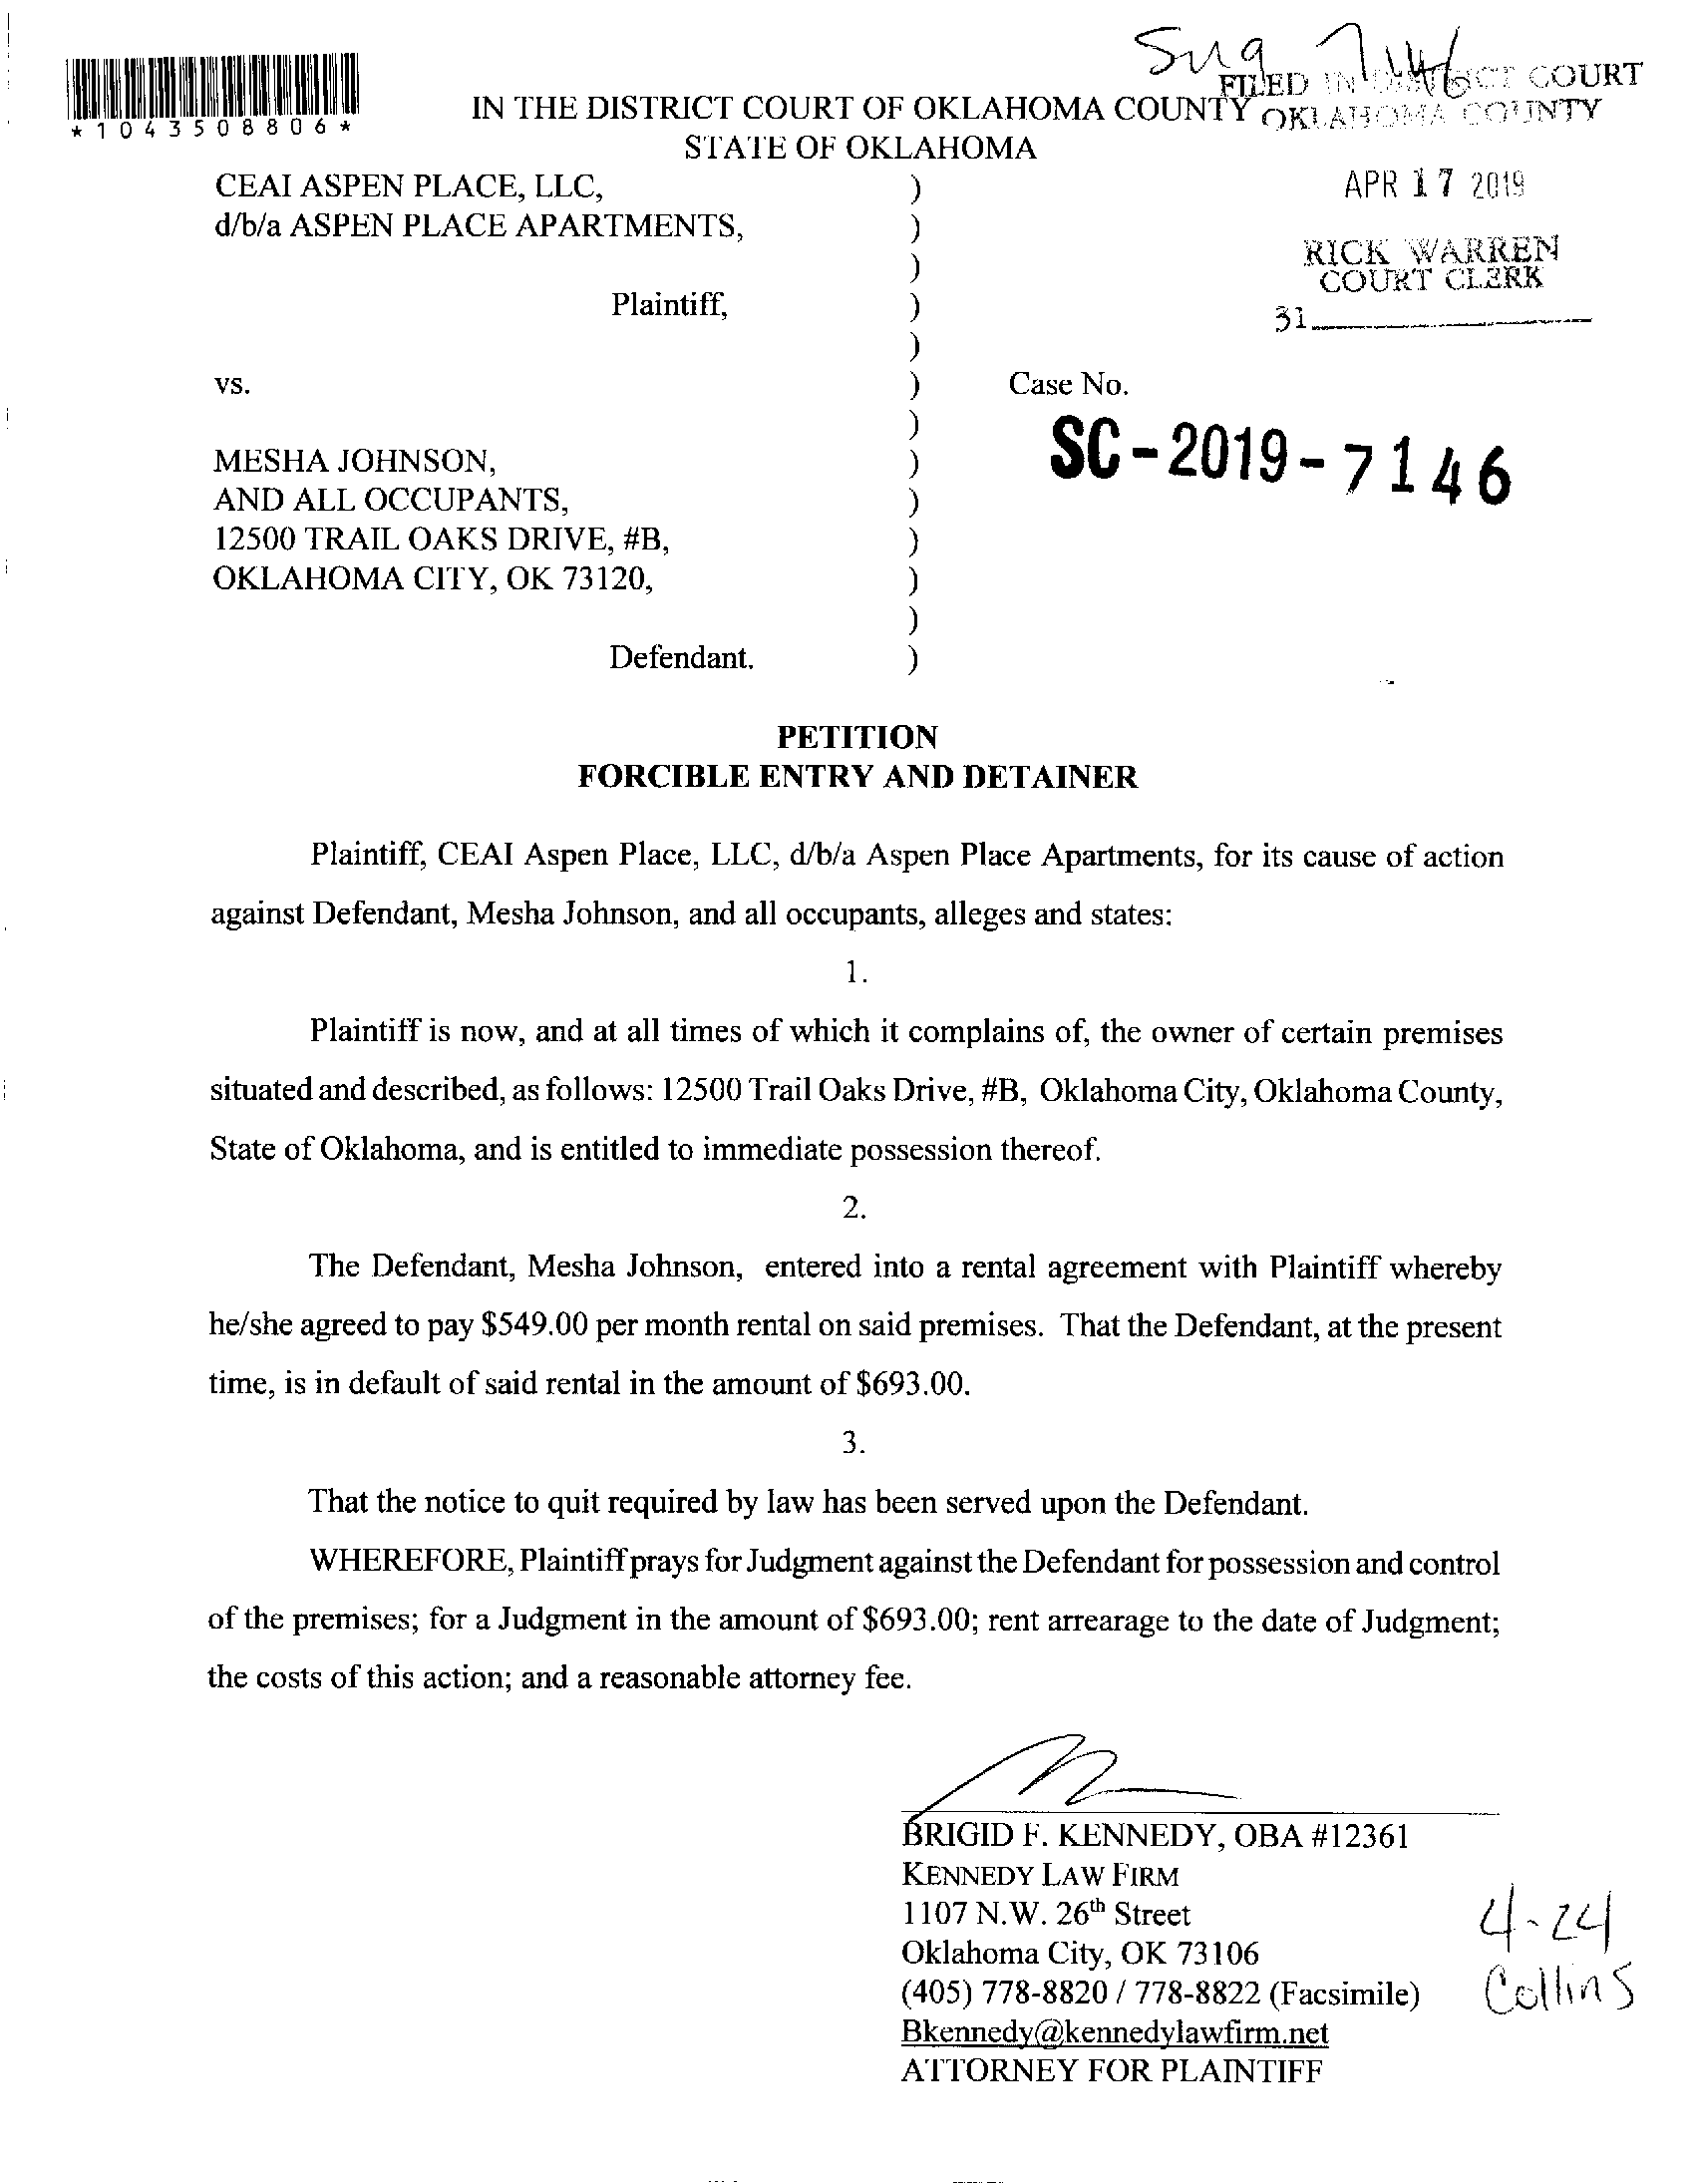 *1043508806*
FILED IN DISTRICT COURT
OKLAHOMA COUNTY
IN THE DISTRICT COURT OF OKLAHOMA COUNTY
STATE OF OKLAHOMA
APR 17 2019
RICK WARREN
COURT CLERK
31
CEAI ASPEN PLACE, LLC, )
d/b/a ASPEN PLACE APARTMENTS, )
)
Plaintiff, )
)
vs. ) Case No.
)
SC-2019-7146
MESHA JOHNSON, )
AND ALL OCCUPANTS, )
12500 TRAIL OAKS DRIVE, #B, )
OKLAHOMA CITY, OK 73120, )
)
Defendant. )
PETITION
FORCIBLE ENTRY AND DETAINER
Plaintiff, CEAI Aspen Place, LLC, d/b/a Aspen Place Apartments, for its cause of action
against Defendant, Mesha Johnson, and all occupants, alleges and states:
1.
Plaintiff is now, and at all times of which it complains of, the owner of certain premises
situated and described, as follows: 12500 Trail Oaks Drive, #B, Oklahoma City, Oklahoma County,
State of Oklahoma, and is entitled to immediate possession thereof.
2.
The Defendant, Mesha Johnson, entered into a rental agreement with Plaintiff whereby
he/she agreed to pay $549.00 per month rental on said premises. That the Defendant, at the present
time, is in default of said rental in the amount of $693.00.
3.
That the notice to quit required by law has been served upon the Defendant.
WHEREFORE, Plaintiff prays for Judgment against the Defendant for possession and control
of the premises; for a Judgment in the amount of $693.00; rent arrearage to the date of Judgment;
the costs of this action; and a reasonable attorney fee.
BRIGID F. KENNEDY, OBA #12361
KENNEDY LAW FIRM
1107 N.W. 26th Street
Oklahoma City, OK 73106
(405) 778-8820 / 778-8822 (Facsimile)
Bkennedy@kennedylawfirm.net
ATTORNEY FOR PLAINTIFF
4-24
Collins